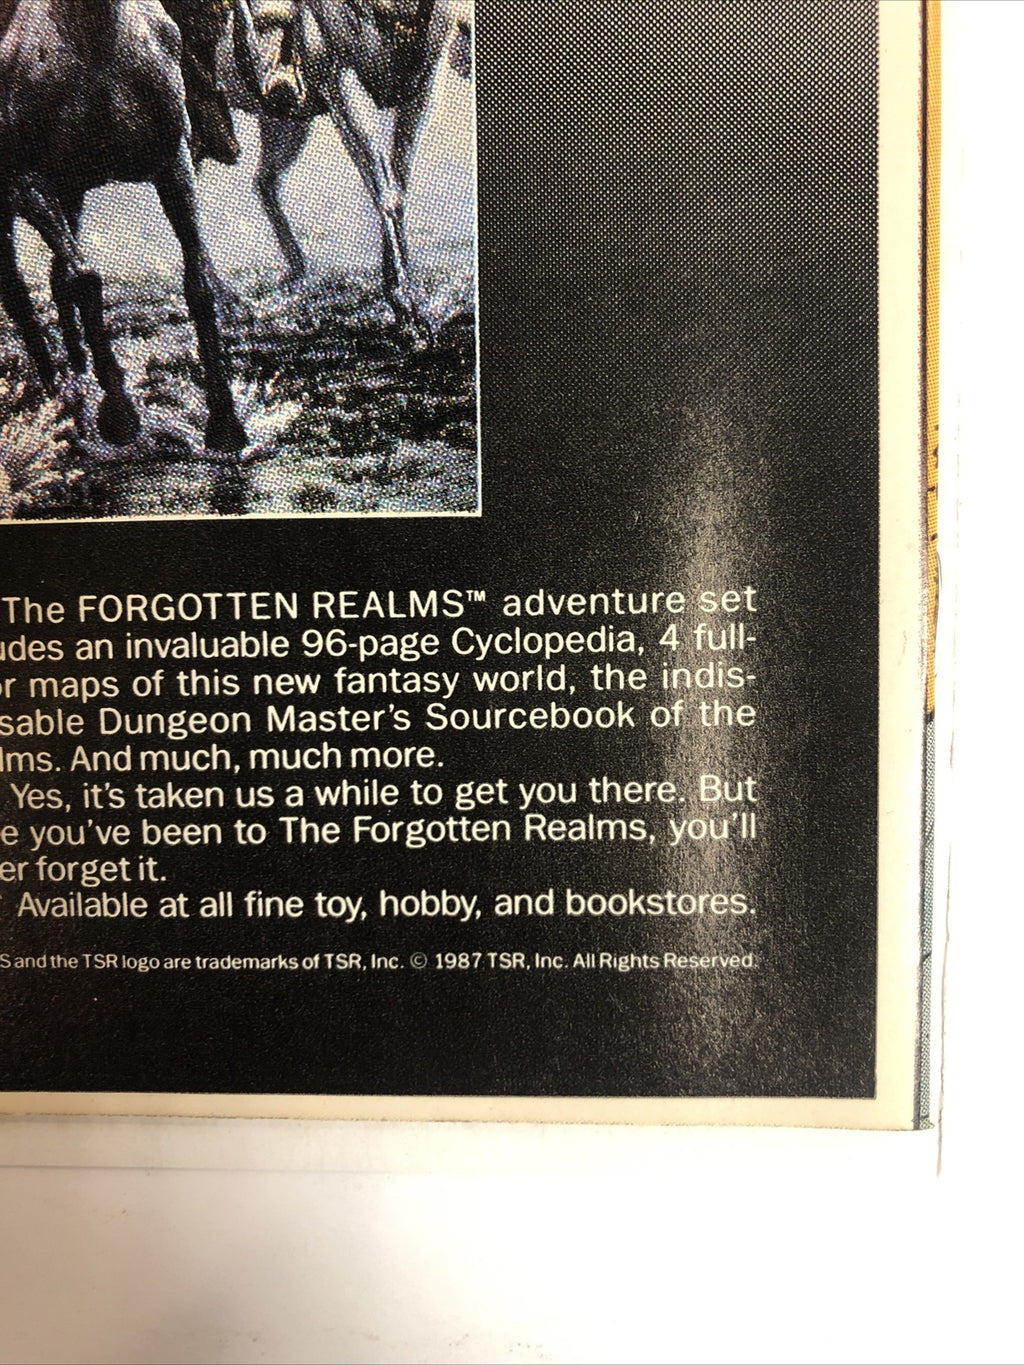 The FORGOTTEN REALMS™ adventure set
udes an invaluable 96-page Cyclopedia, 4 full-
r maps of this new fantasy world, the indis-
sable Dungeon Master's Sourcebook of the
lms. And much, much more.
Yes, it's taken us a while to get you there. But
e you've been to The Forgotten Realms, you'll
er forget it.
Available at all fine toy, hobby, and bookstores.
S and the TSR logo are trademarks of TSR, Inc. © 1987 TSR, Inc. All Rights Reserved.